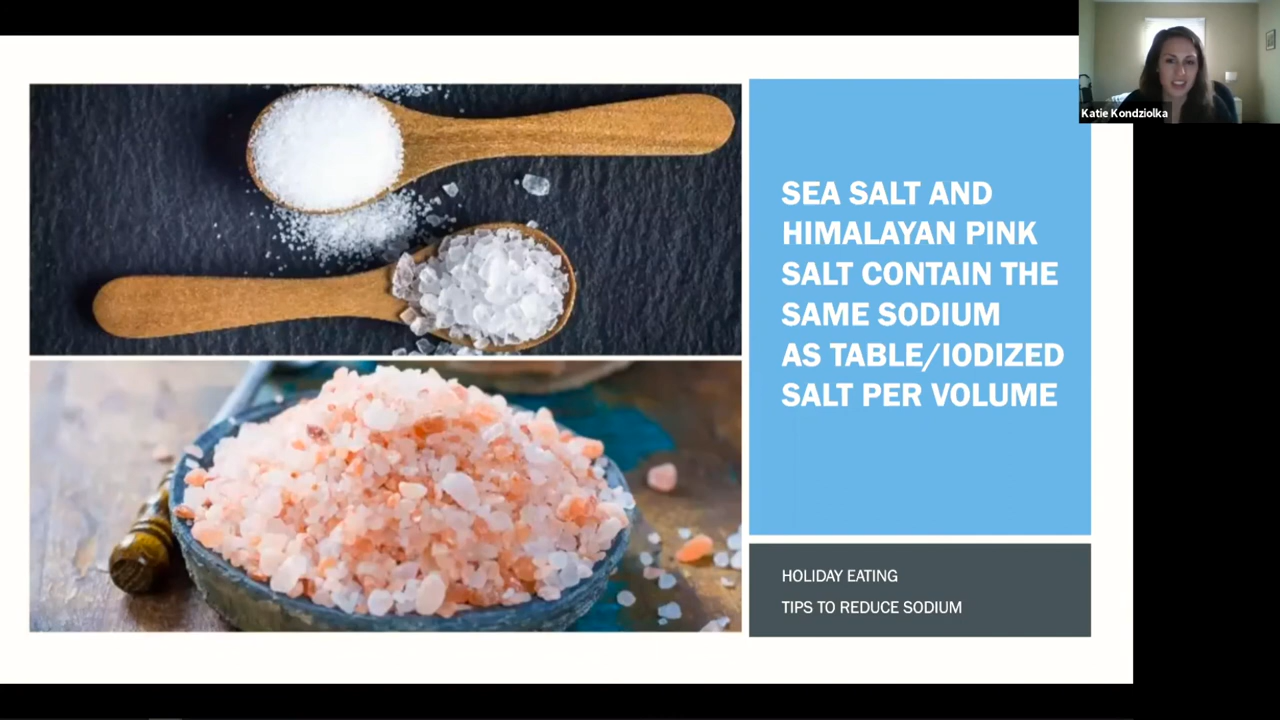 Katie Kondziolka
SEA SALT AND
HIMALAYAN PINK
SALT CONTAIN THE
SAME SODIUM
AS TABLE/IODIZED
SALT PER VOLUME
HOLIDAY EATING
TIPS TO REDUCE SODIUM